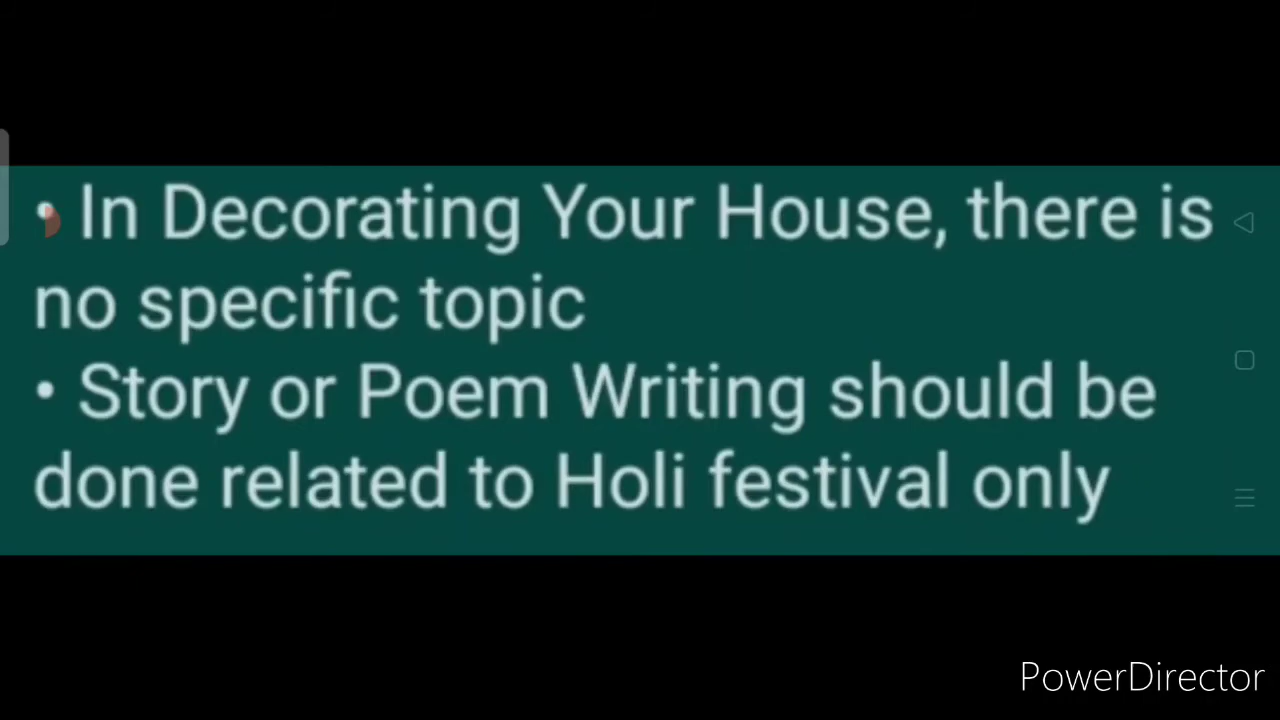 • In Decorating Your House, there is
no specific topic
• Story or Poem Writing should be
done related to Holi festival only
PowerDirector